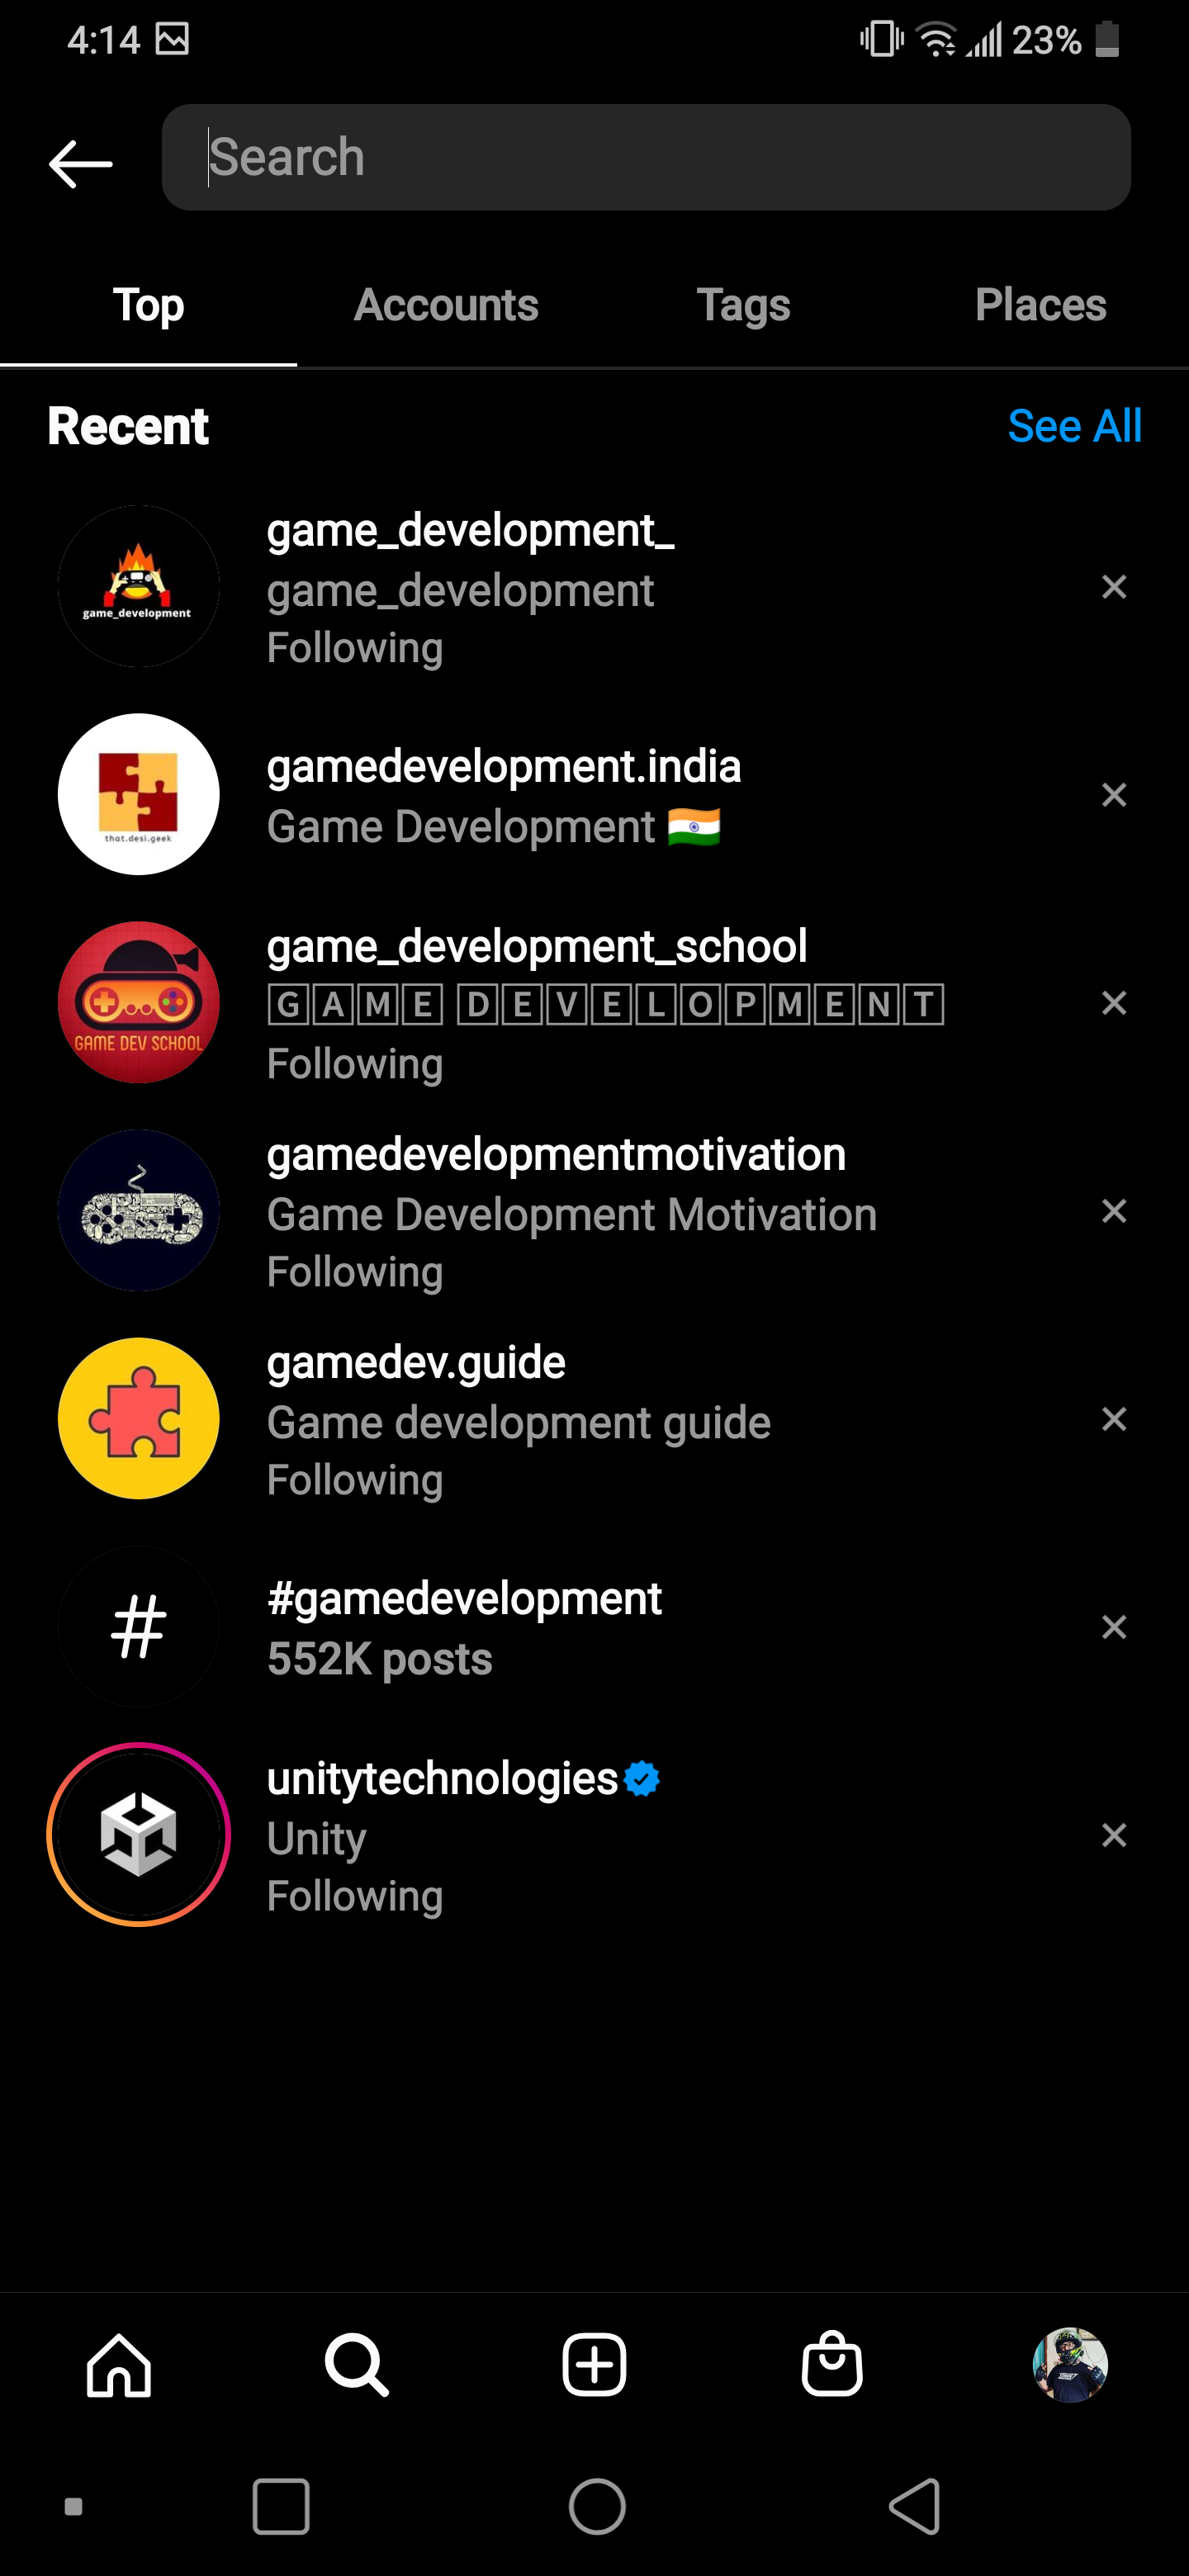 4:14
23%
Search
Top Accounts Tags Places
Recent See All
game_development
game_development_
game_development
Following
that.desi.geek
gamedevelopment.india
Game Development 🇮🇳
GAME DEV SCHOOL
game_development_school
🄶🄰🄼🄴 🄳🄴🅅🄴🄻🄾🄿🄼🄴🄽🅃
Following
gamedevelopmentmotivation
Game Development Motivation
Following
gamedev.guide
Game development guide
Following
#
#gamedevelopment
552K posts
unitytechnologies
Unity
Following